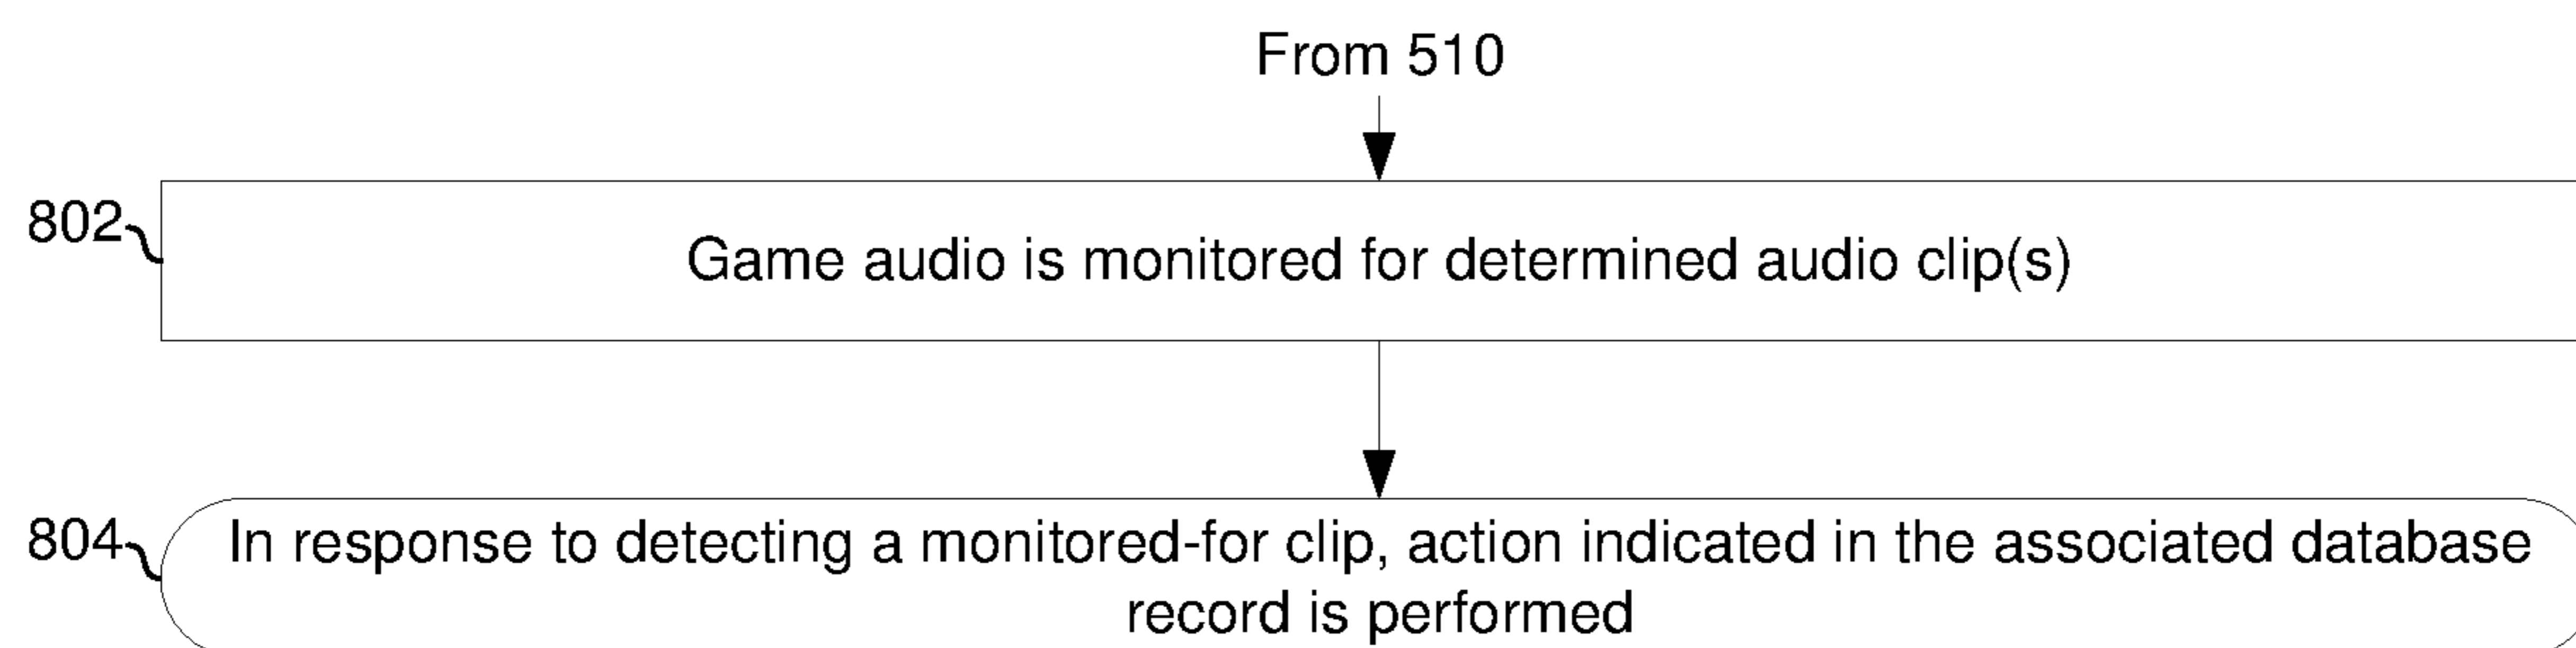 From 510
802
Game audio is monitored for determined audio clip(s)
804
In response to detecting a monitored-for clip, action indicated in the associated database
record is performed